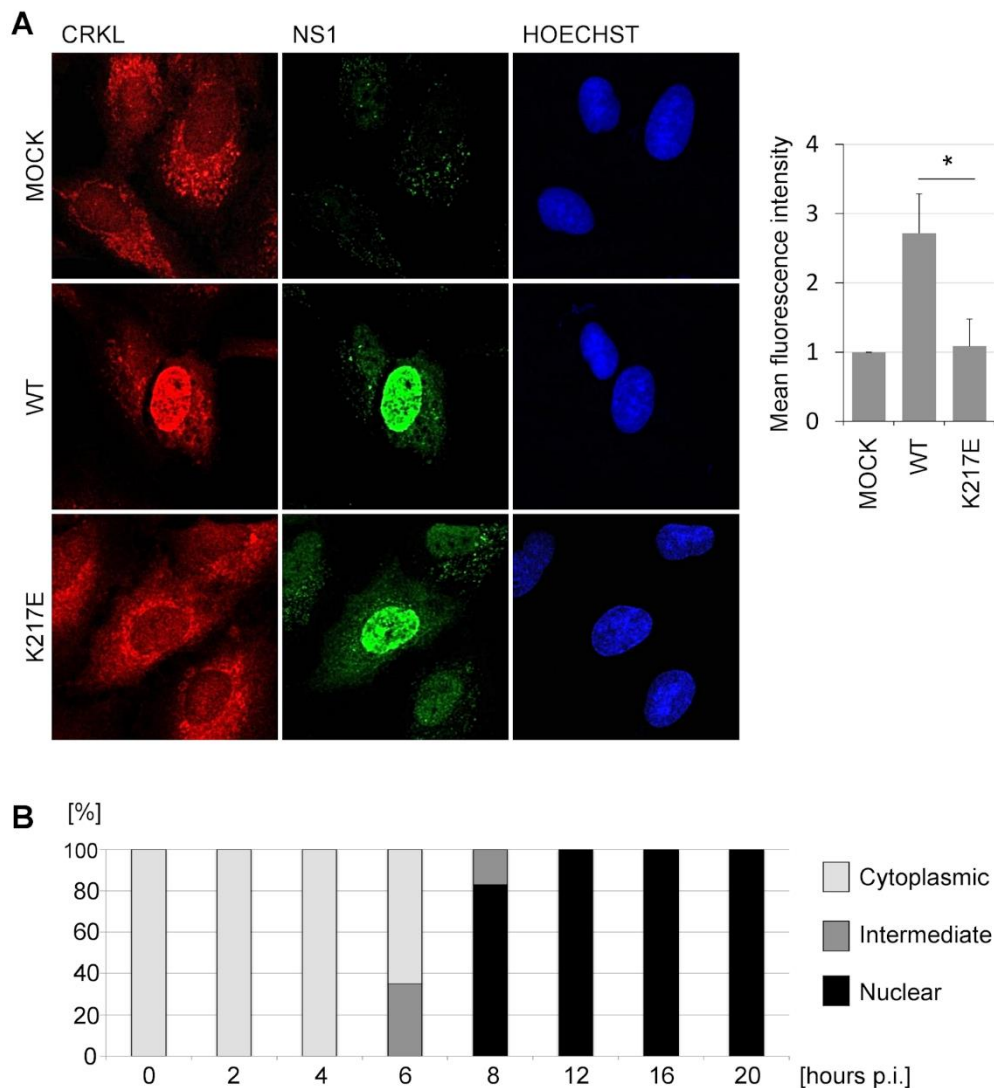 A
CRKL NS1 HOECHST
MOCK
WT
K217E
Mean fluorescence intensity
4
3
2
1
0
*
MOCK WT K217E
B
[%]
100
80
60
40
20
0
0 2 4 6 8 12 16 20 [hours p.i.]
Cytoplasmic
Intermediate
Nuclear